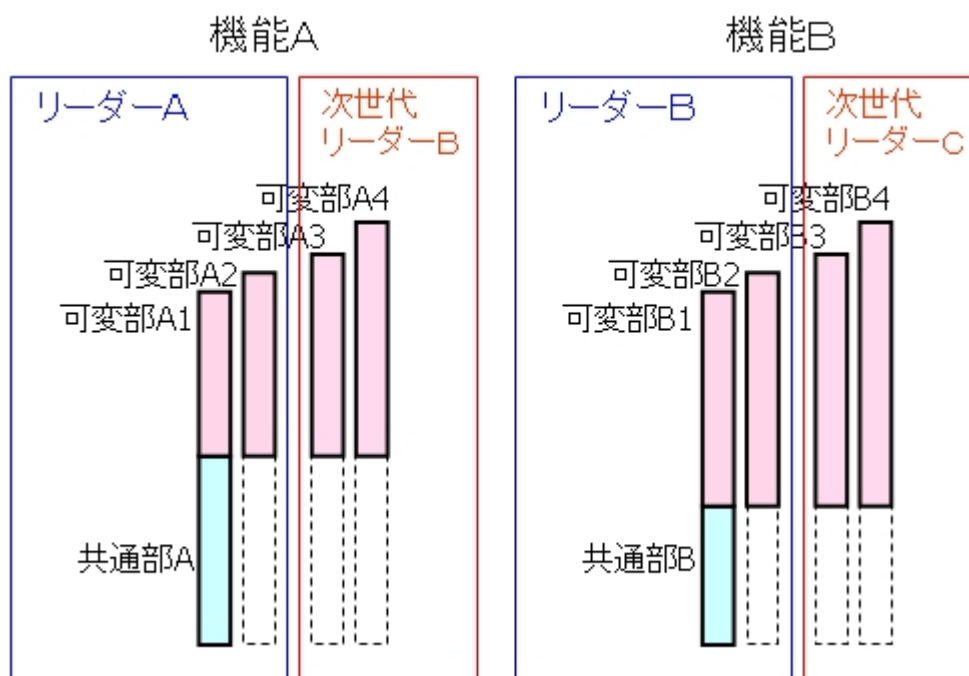 機能A
リーダーA
次世代
リーダーB
可変部A4
可変部A3
可変部A2
可変部A1
共通部A
機能B
リーダーB
次世代
リーダーC
可変部B4
可変部B3
可変部B2
可変部B1
共通部B